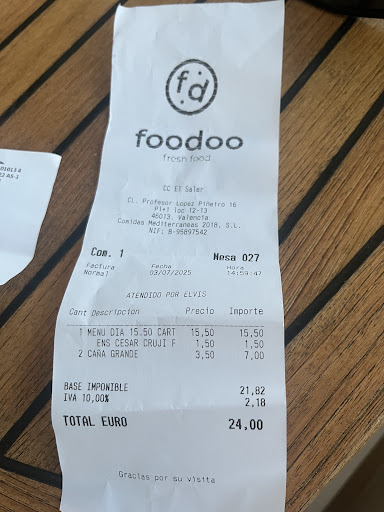 fd
foodoo
fresh food
CC El Saler
CL. Profesor Lopez Piñeiro 16
Pl+1 loc 12-13
46013, Valencia
Comidas Mediterraneas 2018, S.L.
NIF: B-95897542
Com. 1 Mesa 027
Factura Fecha Hora
Normal 03/07/2025 14:59:47
ATENDIDO POR ELVIS
Cant Descripcion Precio Importe
1 MENU DIA 15.50 CART 15,50 15,50
ENS CESAR CRUJI F 1,50 1,50
2 CAÑA GRANDE 3,50 7,00
BASE IMPONIBLE 21,82
IVA 10,00% 2,18
TOTAL EURO 24,00
Gracias por su visita